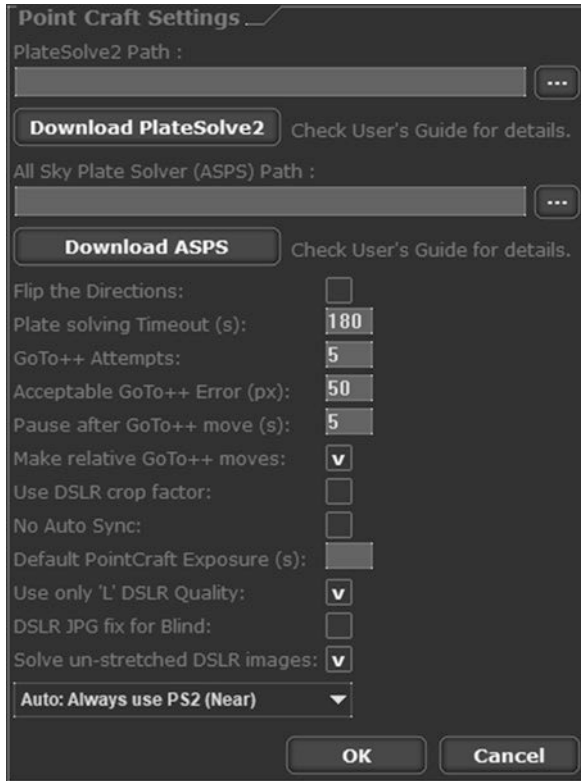 Point Craft Settings
PlateSolve2 Path :
...
Download PlateSolve2 Check User's Guide for details.
All Sky Plate Solver (ASPS) Path :
...
Download ASPS Check User's Guide for details.
Flip the Directions:
Plate solving Timeout (s): 180
GoTo++ Attempts: 5
Acceptable GoTo++ Error (px): 50
Pause after GoTo++ move (s): 5
Make relative GoTo++ moves: v
Use DSLR crop factor:
No Auto Sync:
Default PointCraft Exposure (s):
Use only 'L' DSLR Quality: v
DSLR JPG fix for Blind:
Solve un-stretched DSLR images: v
Auto: Always use PS2 (Near)
OK Cancel